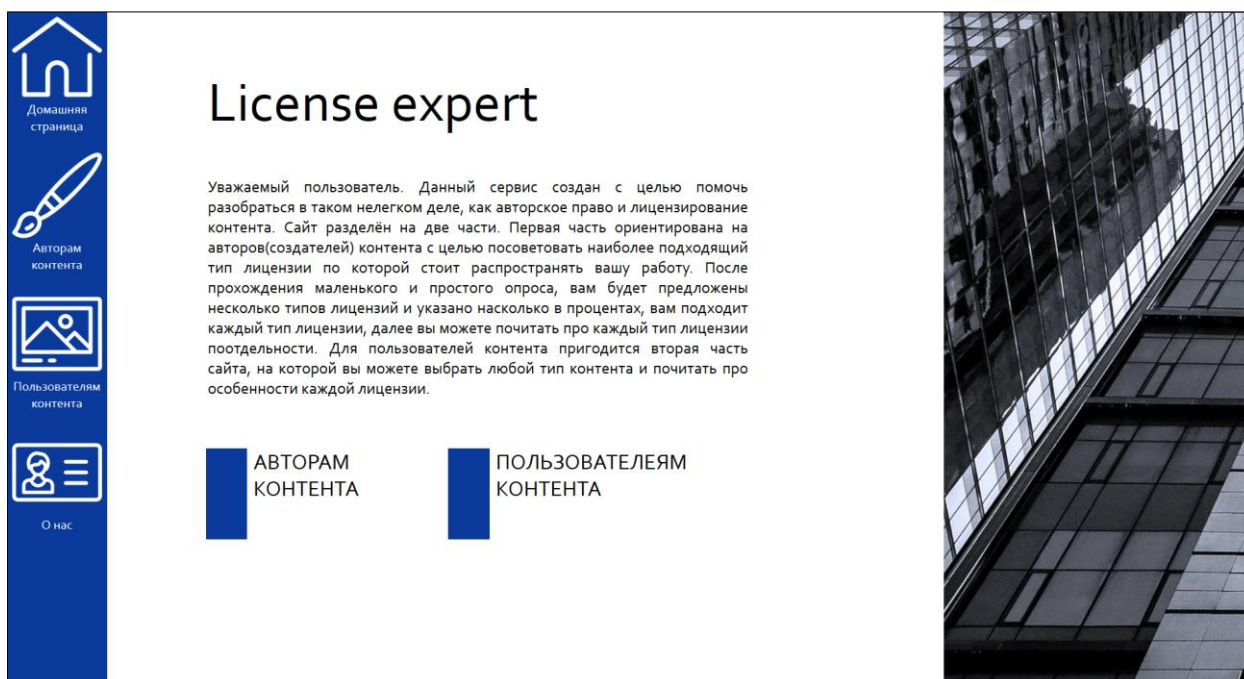 Домашняя
страница
Авторам
контента
Пользователям
контента
О нас
License expert
Уважаемый пользователь. Данный сервис создан с целью помочь
разобраться в таком нелегком деле, как авторское право и лицензирование
контента. Сайт разделён на две части. Первая часть ориентирована на
авторов(создателей) контента с целью посоветовать наиболее подходящий
тип лицензии по которой стоит распространять вашу работу. После
прохождения маленького и простого опроса, вам будет предложены
несколько типов лицензий и указано насколько в процентах, вам подходит
каждый тип лицензии, далее вы можете почитать про каждый тип лицензии
поотдельности. Для пользователей контента пригодится вторая часть
сайта, на которой вы можете выбрать любой тип контента и почитать про
особенности каждой лицензии.
АВТОРАМ
КОНТЕНТА
ПОЛЬЗОВАТЕЛЕЯМ
КОНТЕНТА